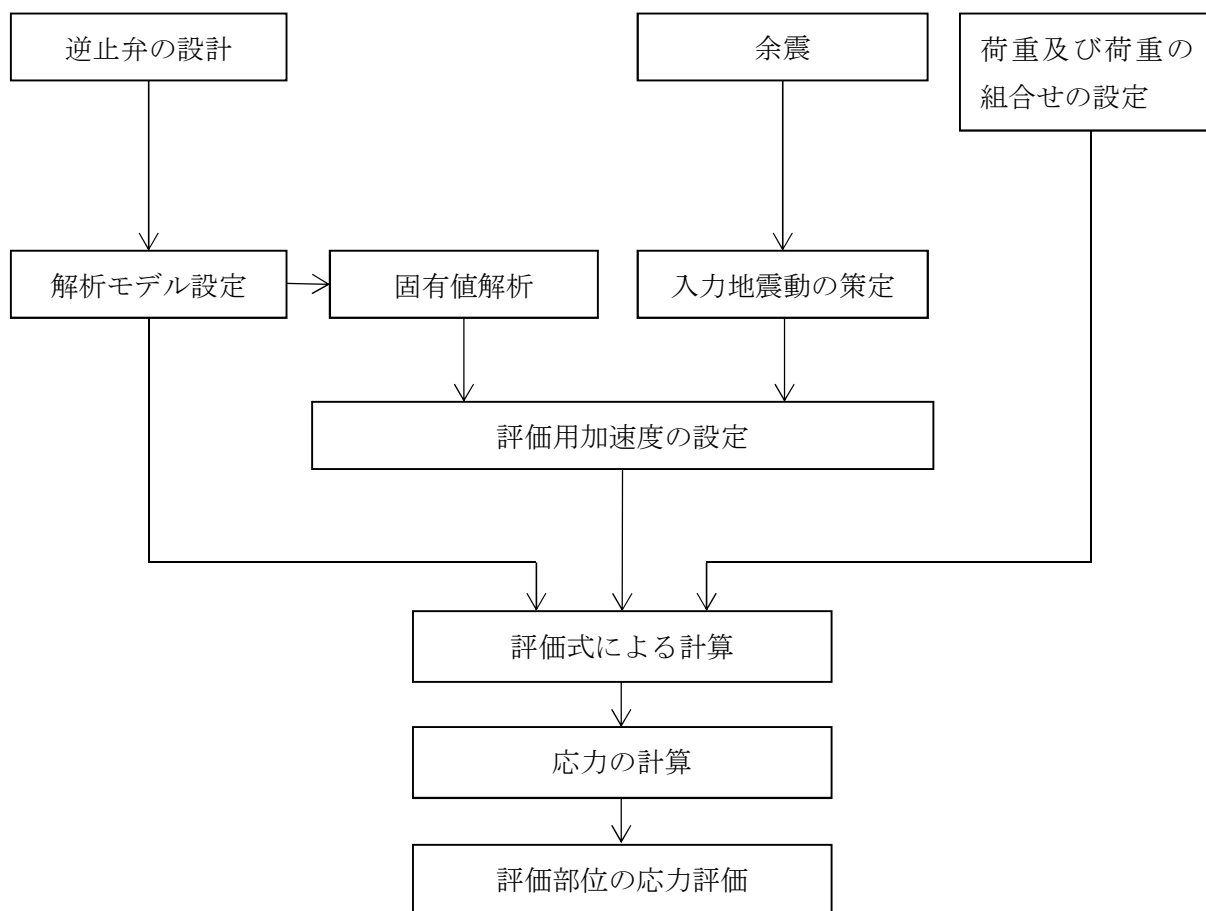 逆止弁の設計
余震
荷重及び荷重の
組合せの設定
解析モデル設定
固有値解析
入力地震動の策定
評価用加速度の設定
評価式による計算
応力の計算
評価部位の応力評価